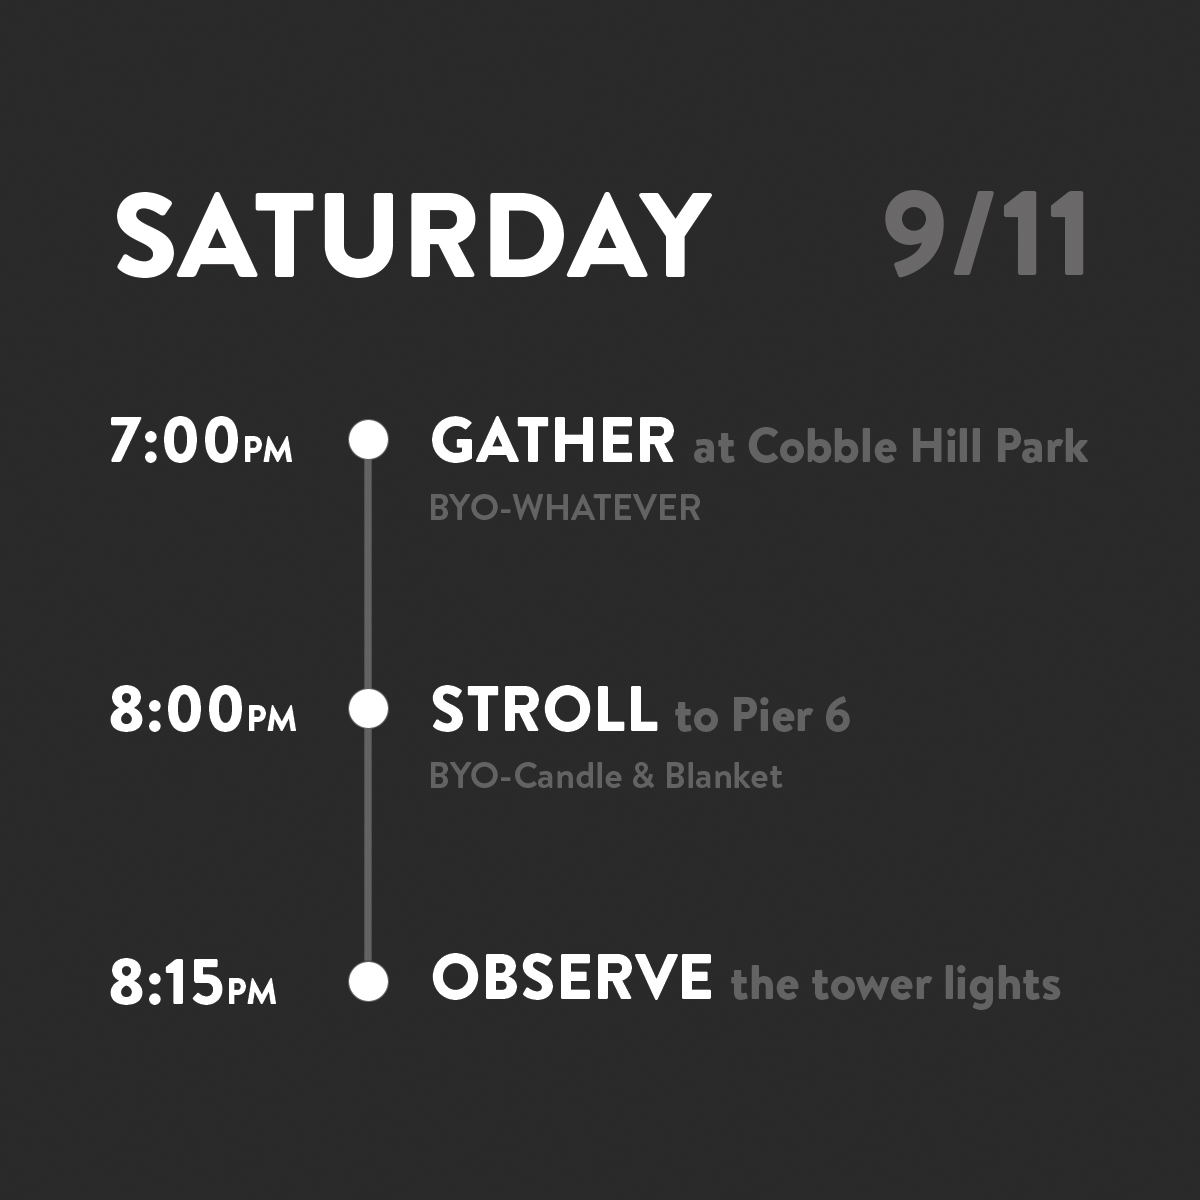 SATURDAY 9/11
7:00PM GATHER at Cobble Hill Park
BYO-WHATEVER
8:00PM STROLL to Pier 6
BYO-Candle & Blanket
8:15PM OBSERVE the tower lights